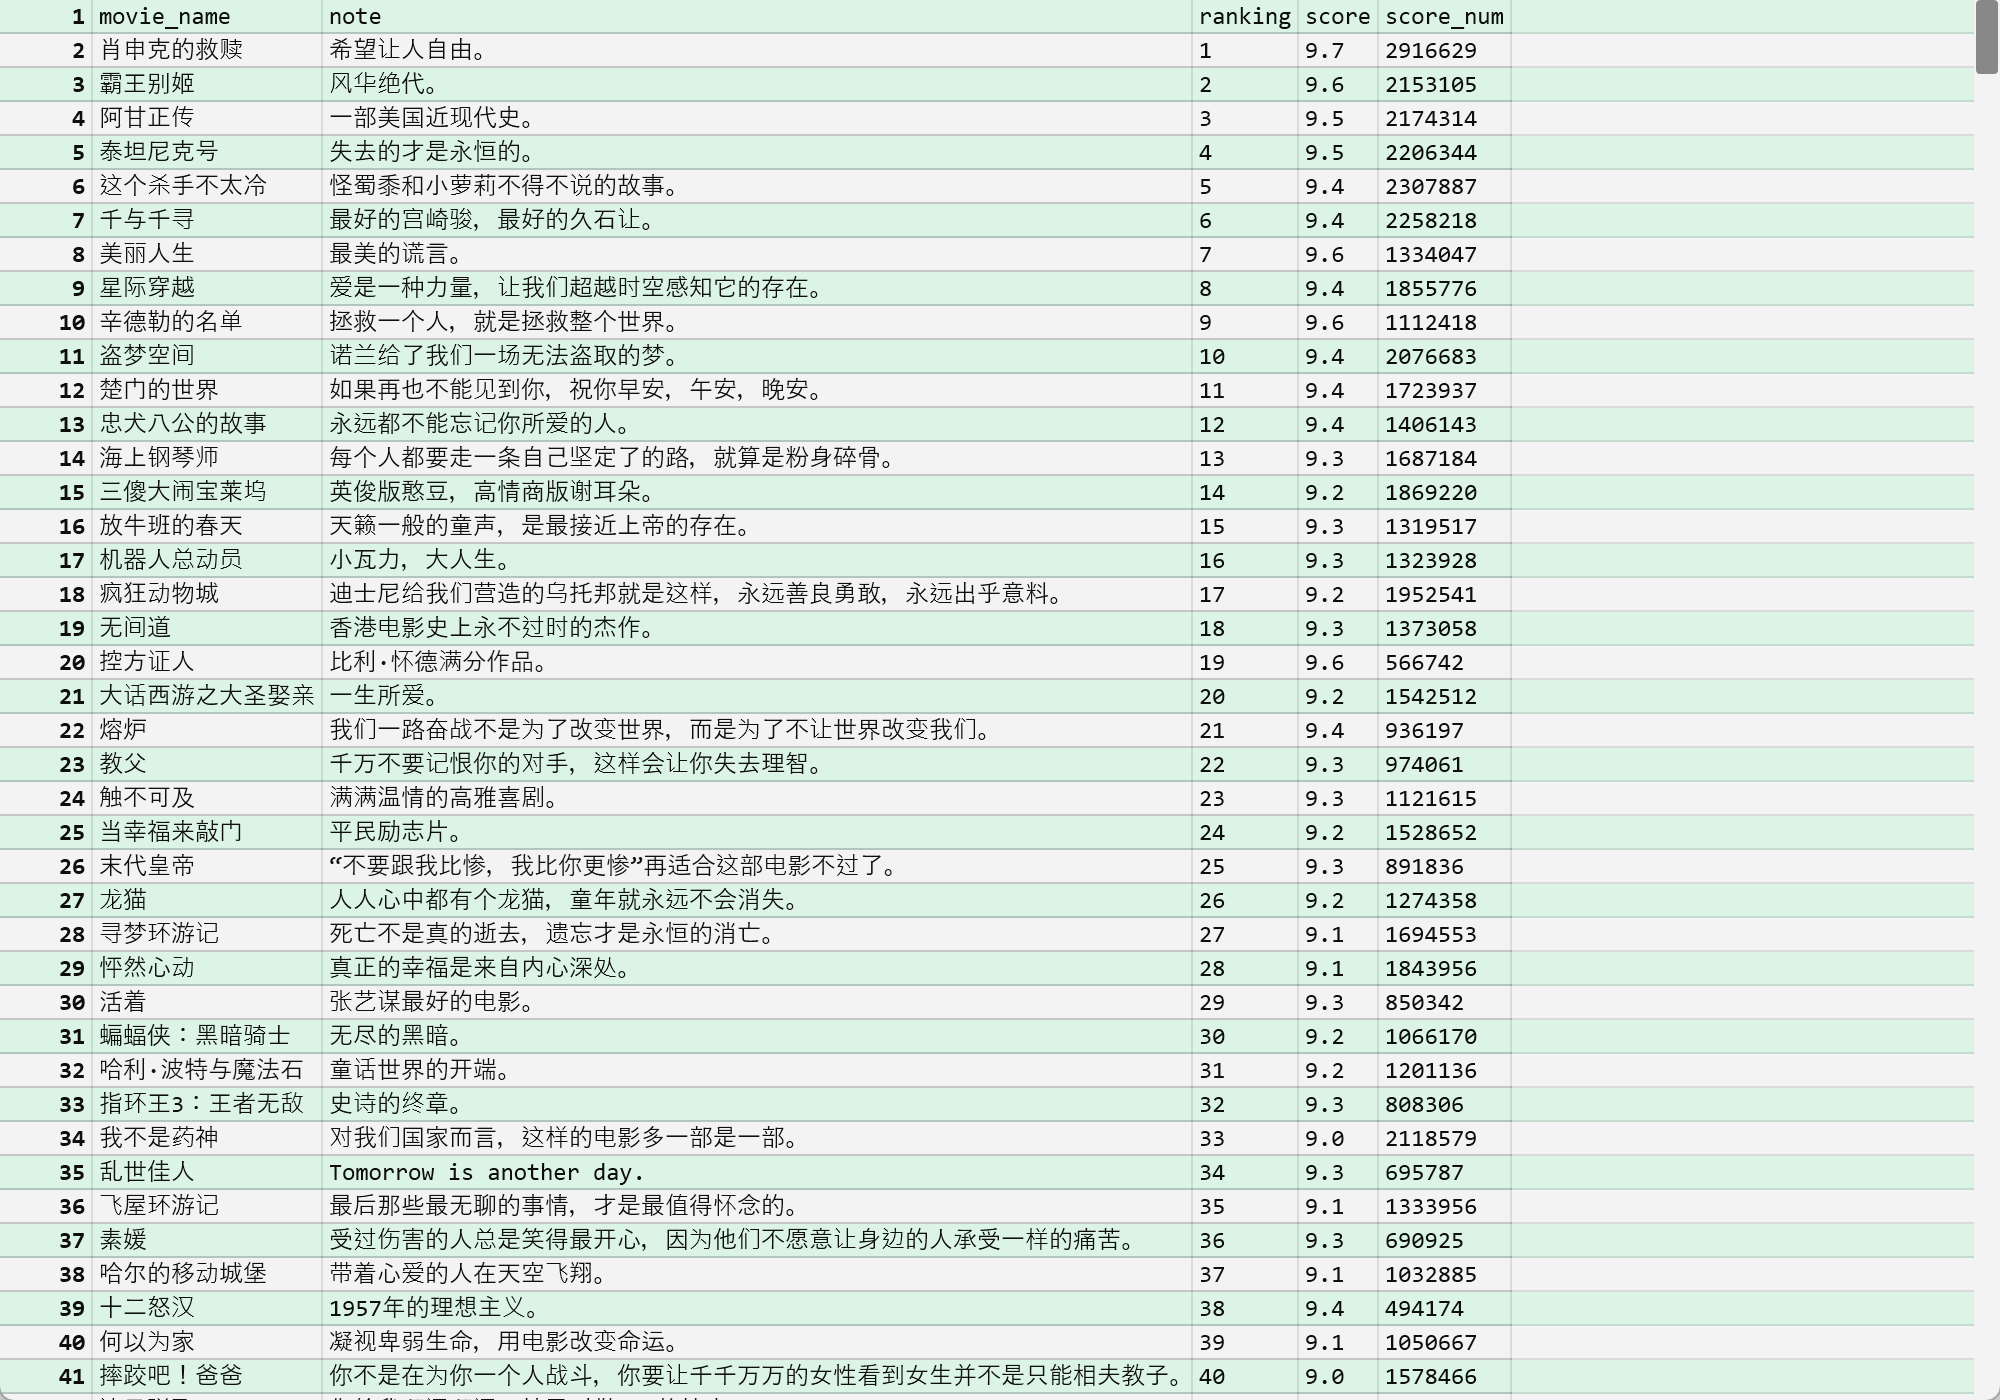 1 movie_name note ranking score score_num
2 肖申克的救赎 希望让人自由。 1 9.7 2916629
3 霸王别姬 风华绝代。 2 9.6 2153105
4 阿甘正传 一部美国近现代史。 3 9.5 2174314
5 泰坦尼克号 失去的才是永恒的。 4 9.5 2206344
6 这个杀手不太冷 怪蜀黍和小萝莉不得不说的故事。 5 9.4 2307887
7 千与千寻 最好的宫崎骏，最好的久石让。 6 9.4 2258218
8 美丽人生 最美的谎言。 7 9.6 1334047
9 星际穿越 爱是一种力量，让我们超越时空感知它的存在。 8 9.4 1855776
10 辛德勒的名单 拯救一个人，就是拯救整个世界。 9 9.6 1112418
11 盗梦空间 诺兰给了我们一场无法盗取的梦。 10 9.4 2076683
12 楚门的世界 如果再也不能见到你，祝你早安，午安，晚安。 11 9.4 1723937
13 忠犬八公的故事 永远都不能忘记你所爱的人。 12 9.4 1406143
14 海上钢琴师 每个人都要走一条自己坚定了的路，就算是粉身碎骨。 13 9.3 1687184
15 三傻大闹宝莱坞 英俊版憨豆，高情商版谢耳朵。 14 9.2 1869220
16 放牛班的春天 天籁一般的童声，是最接近上帝的存在。 15 9.3 1319517
17 机器人总动员 小瓦力，大人生。 16 9.3 1323928
18 疯狂动物城 迪士尼给我们营造的乌托邦就是这样，永远善良勇敢，永远出乎意料。 17 9.2 1952541
19 无间道 香港电影史上永不过时的杰作。 18 9.3 1373058
20 控方证人 比利·怀德满分作品。 19 9.6 566742
21 大话西游之大圣娶亲 一生所爱。 20 9.2 1542512
22 熔炉 我们一路奋战不是为了改变世界，而是为了不让世界改变我们。 21 9.4 936197
23 教父 千万不要记恨你的对手，这样会让你失去理智。 22 9.3 974061
24 触不可及 满满温情的高雅喜剧。 23 9.3 1121615
25 当幸福来敲门 平民励志片。 24 9.2 1528652
26 末代皇帝 “不要跟我比惨，我比你更惨”再适合这部电影不过了。 25 9.3 891836
27 龙猫 人人心中都有个龙猫，童年就永远不会消失。 26 9.2 1274358
28 寻梦环游记 死亡不是真的逝去，遗忘才是永恒的消亡。 27 9.1 1694553
29 怦然心动 真正的幸福是来自内心深处。 28 9.1 1843956
30 活着 张艺谋最好的电影。 29 9.3 850342
31 蝙蝠侠：黑暗骑士 无尽的黑暗。 30 9.2 1066170
32 哈利·波特与魔法石 童话世界的开端。 31 9.2 1201136
33 指环王3：王者无敌 史诗的终章。 32 9.3 808306
34 我不是药神 对我们国家而言，这样的电影多一部是一部。 33 9.0 2118579
35 乱世佳人 Tomorrow is another day. 34 9.3 695787
36 飞屋环游记 最后那些最无聊的事情，才是最值得怀念的。 35 9.1 1333956
37 素媛 受过伤害的人总是笑得最开心，因为他们不愿意让身边的人承受一样的痛苦。 36 9.3 690925
38 哈尔的移动城堡 带着心爱的人在天空飞翔。 37 9.1 1032885
39 十二怒汉 1957年的理想主义。 38 9.4 494174
40 何以为家 凝视卑弱生命，用电影改变命运。 39 9.1 1050667
41 摔跤吧！爸爸 你不是在为你一个人战斗，你要让千千万万的女性看到女生并不是只能相夫教子。 40 9.0 1578466